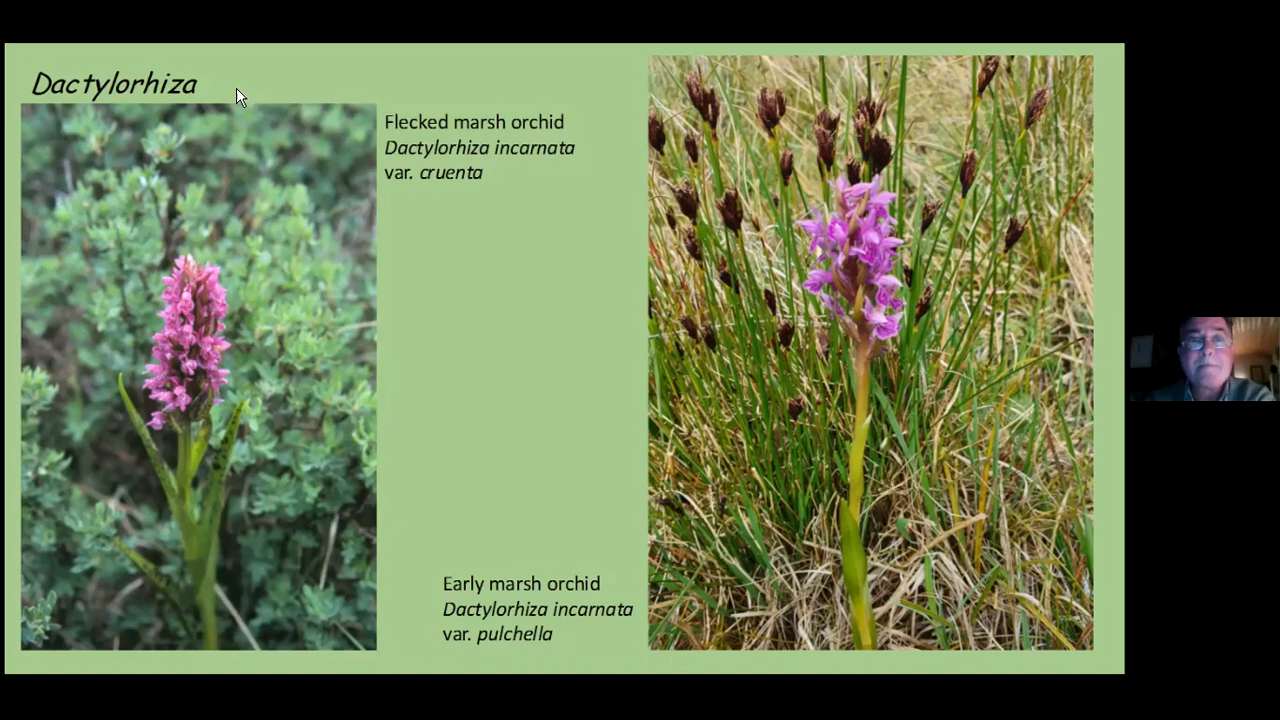 Dactylorhiza
Flecked marsh orchid
Dactylorhiza incarnata
var. cruenta
Early marsh orchid
Dactylorhiza incarnata
var. pulchella